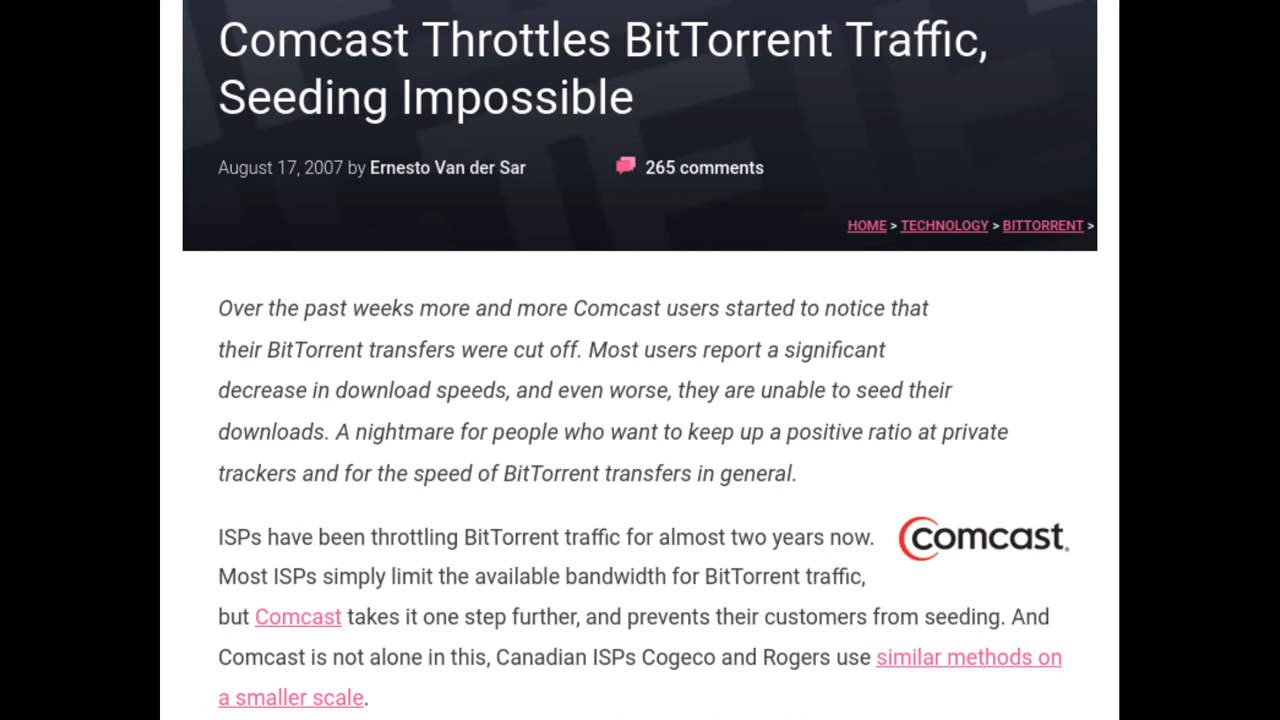 Comcast Throttles BitTorrent Traffic,
Seeding Impossible
August 17, 2007 by Ernesto Van der Sar
265 comments
HOME > TECHNOLOGY > BITTORRENT >
Over the past weeks more and more Comcast users started to notice that
their BitTorrent transfers were cut off. Most users report a significant
decrease in download speeds, and even worse, they are unable to seed their
downloads. A nightmare for people who want to keep up a positive ratio at private
trackers and for the speed of BitTorrent transfers in general.
ISPs have been throttling BitTorrent traffic for almost two years now.
comcast.
Most ISPs simply limit the available bandwidth for BitTorrent traffic,
but Comcast takes it one step further, and prevents their customers from seeding. And
Comcast is not alone in this, Canadian ISPs Cogeco and Rogers use similar methods on
a smaller scale.